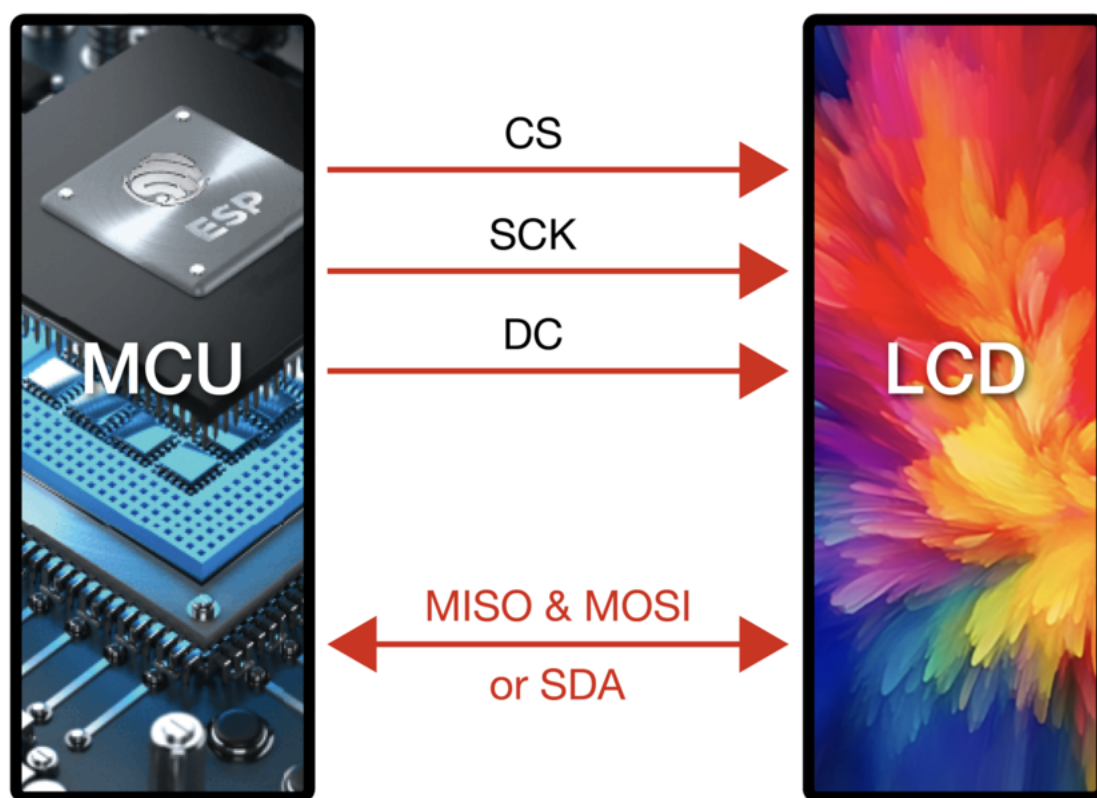 CS
SCK
DC
ESP
MCU
LCD
MISO & MOSI
or SDA